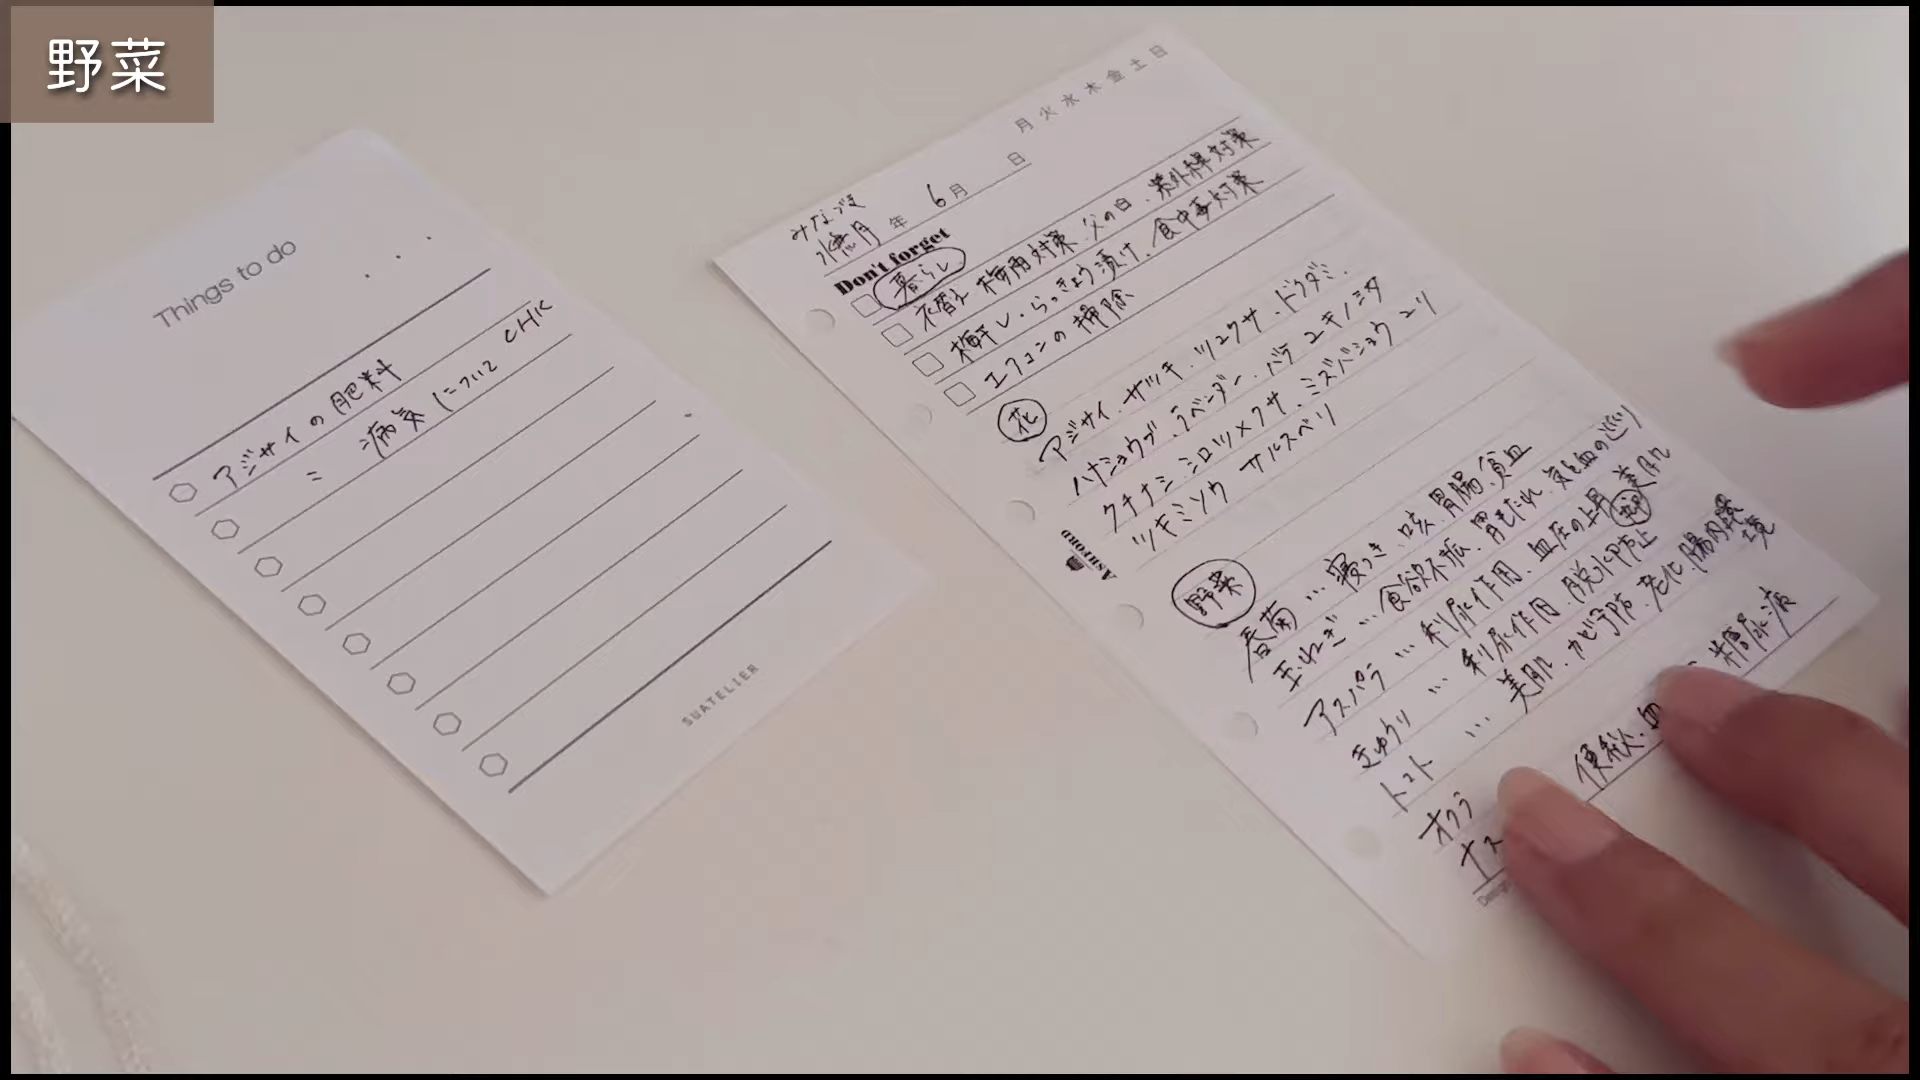 野菜
Things to do
アジサイの肥料
〃 病気について CHK
SUATELIER
月 火 水 木 金 土 日
みなづき
水無月 年 6月 日
Don't forget
暮らし
衣替え 梅雨対策 父の日、紫外線対策
梅干し・らっきょう漬け、食中毒対策
エアコンの掃除
花
アジサイ、サツキ、ツユクサ、ドクダミ、
ハナショウブ、ラベンダー、バラ ユキノシタ
クチナシ シロツメクサ、ミズバショウ ユリ
ツキミソウ サルスベリ
ASHFORD
野菜
春菊 … 寝つき、咳、胃腸、貧血
玉ねぎ … 食欲不振、胃もたれ、気と血の巡り
アスパラ … 利尿作用、血圧の上昇 美肌
きゅうり … 利尿作用、脱水防止
トマト … 美肌、カビ予防、老化 腸内環境
オクラ 便秘、血 糖尿病
ナス
Design